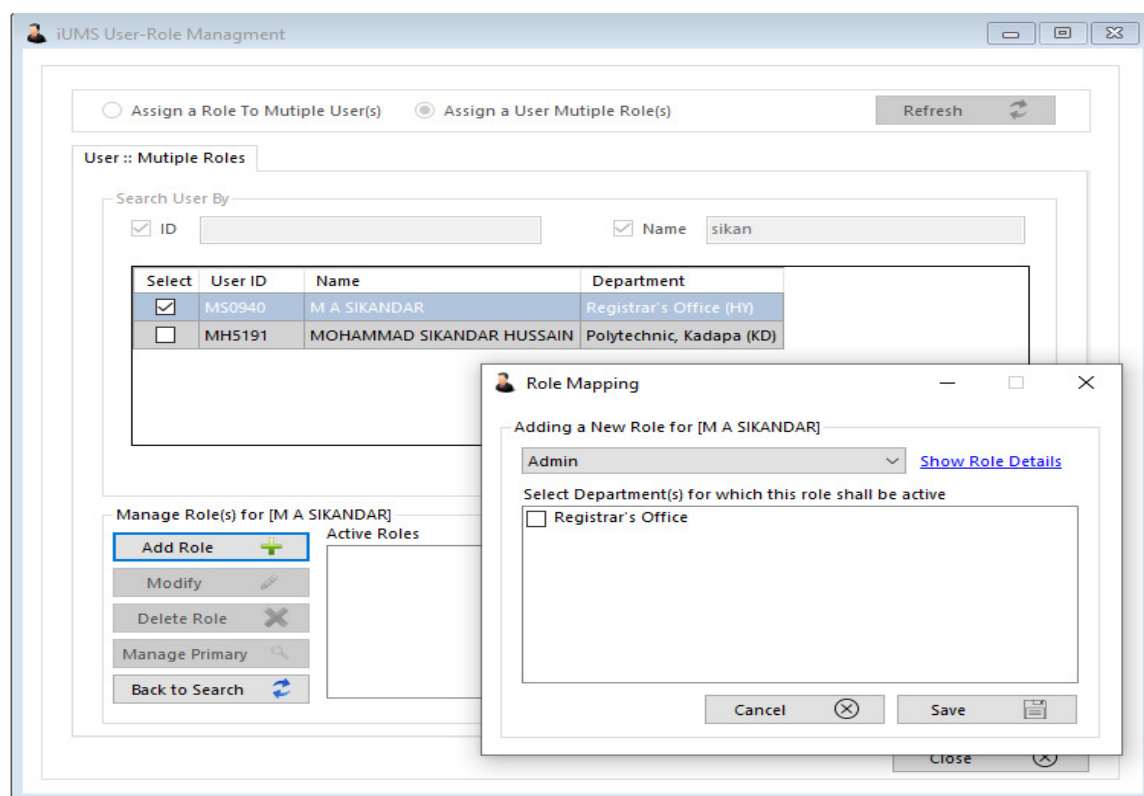 iUMS User-Role Managment
Assign a Role To Mutiple User(s) Assign a User Mutiple Role(s) Refresh
User :: Mutiple Roles
Search User By
ID Name sikan
Select User ID Name Department
MS0940 M A SIKANDAR Registrar's Office (HY)
MH5191 MOHAMMAD SIKANDAR HUSSAIN Polytechnic, Kadapa (KD)
Role Mapping
Adding a New Role for [M A SIKANDAR]
Admin Show Role Details
Select Department(s) for which this role shall be active
Registrar's Office
Cancel Save
Manage Role(s) for [M A SIKANDAR]
Active Roles
Add Role
Modify
Delete Role
Manage Primary
Back to Search
Close